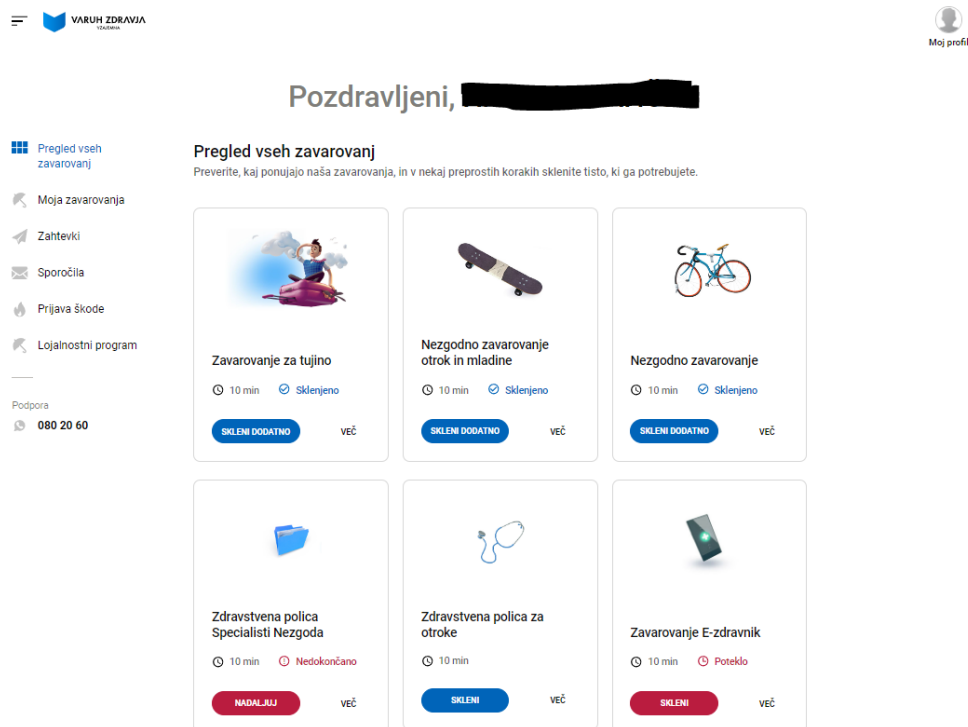 VARUH ZDRAVJA
VZAJEMNA
Moj profil
Pozdravljeni,
Pregled vseh
zavarovanj
Moja zavarovanja
Zahtevki
Sporočila
Prijava škode
Lojalnostni program
Podpora
080 20 60
Pregled vseh zavarovanj
Preverite, kaj ponujajo naša zavarovanja, in v nekaj preprostih korakih sklenite tisto, ki ga potrebujete.
Zavarovanje za tujino
10 min Sklenjeno
SKLENI DODATNO VEČ
Nezgodno zavarovanje
otrok in mladine
10 min Sklenjeno
SKLENI DODATNO VEČ
Nezgodno zavarovanje
10 min Sklenjeno
SKLENI DODATNO VEČ
Zdravstvena polica
Specialisti Nezgoda
10 min Nedokončano
NADALJUJ VEČ
Zdravstvena polica za
otroke
10 min
SKLENI VEČ
Zavarovanje E-zdravnik
10 min Poteklo
SKLENI VEČ